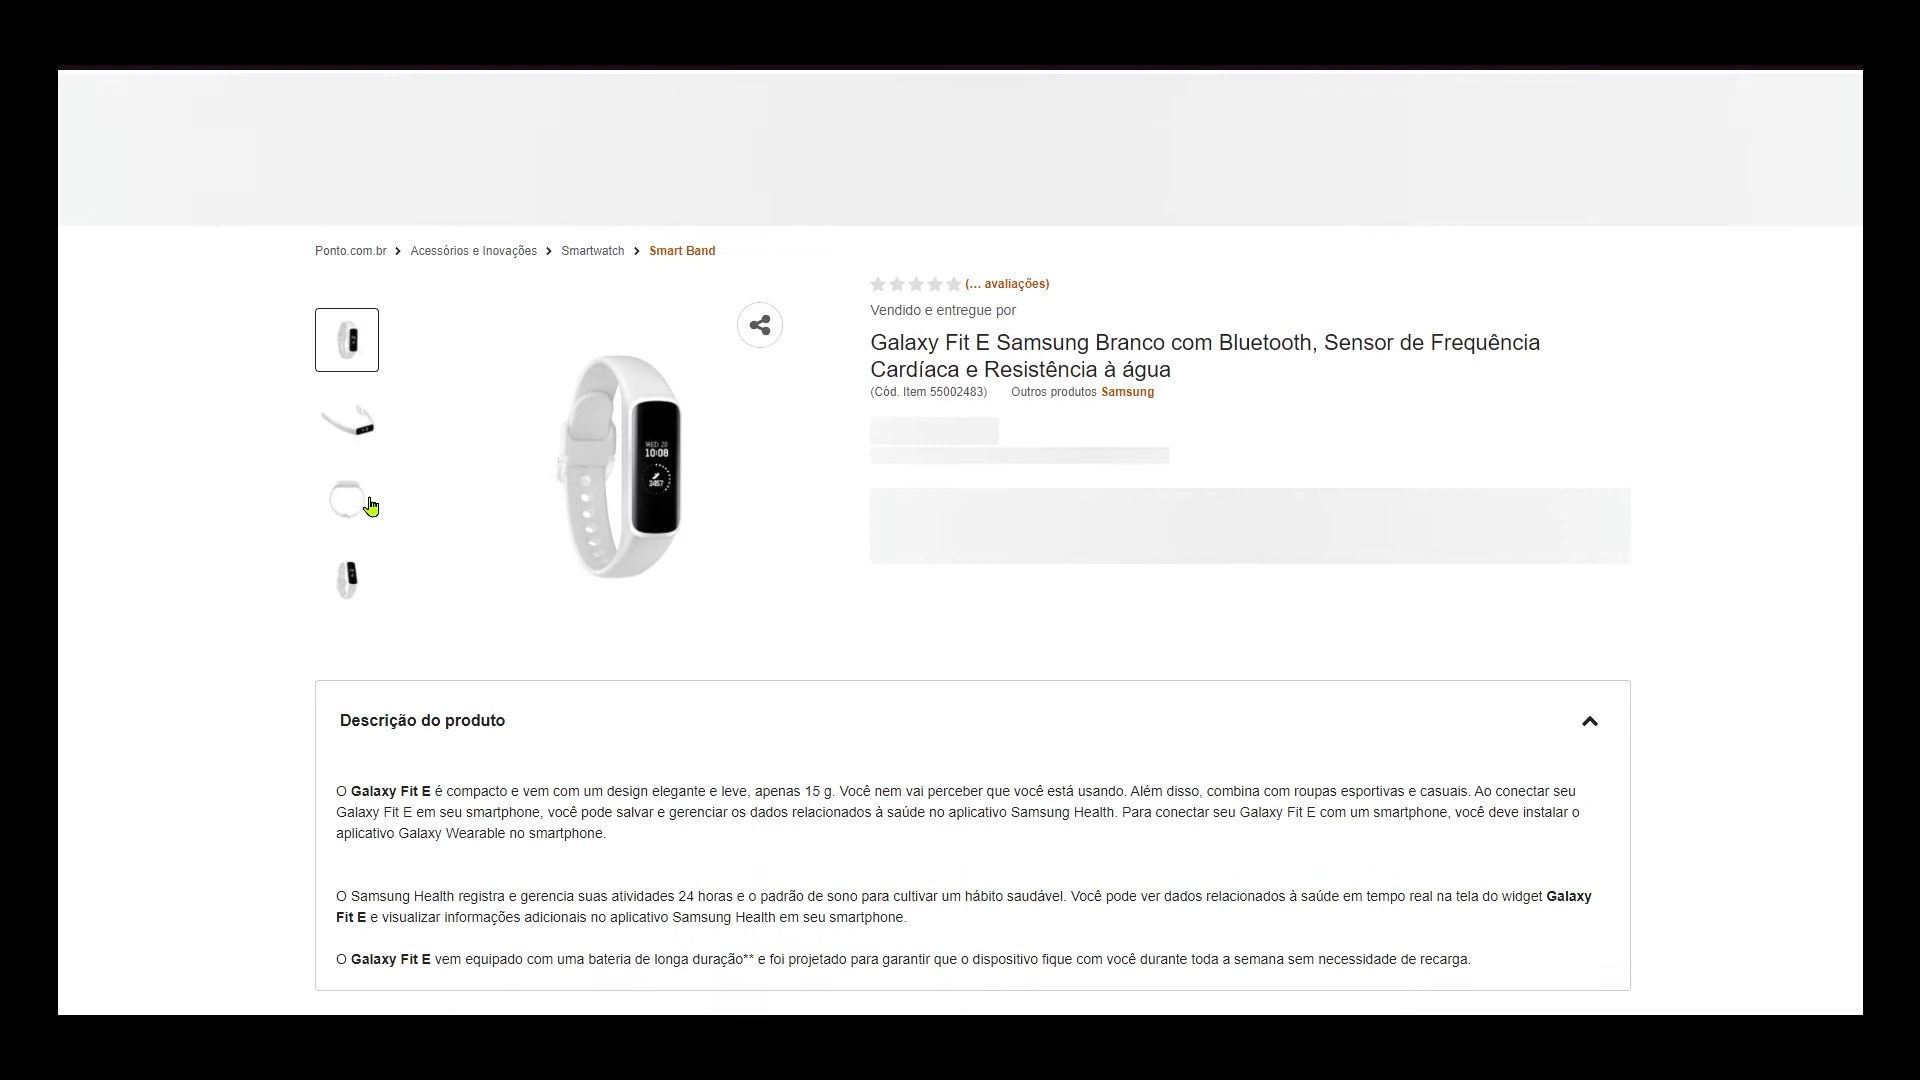 Ponto.com.br > Acessórios e Inovações > Smartwatch > Smart Band
(... avaliações)
Vendido e entregue por
Galaxy Fit E Samsung Branco com Bluetooth, Sensor de Frequência
Cardíaca e Resistência à água
(Cód. Item 55002483) Outros produtos Samsung
WED 20
10:08
3457
Descrição do produto
O Galaxy Fit E é compacto e vem com um design elegante e leve, apenas 15 g. Você nem vai perceber que você está usando. Além disso, combina com roupas esportivas e casuais. Ao conectar seu
Galaxy Fit E em seu smartphone, você pode salvar e gerenciar os dados relacionados à saúde no aplicativo Samsung Health. Para conectar seu Galaxy Fit E com um smartphone, você deve instalar o
aplicativo Galaxy Wearable no smartphone.
O Samsung Health registra e gerencia suas atividades 24 horas e o padrão de sono para cultivar um hábito saudável. Você pode ver dados relacionados à saúde em tempo real na tela do widget Galaxy
Fit E e visualizar informações adicionais no aplicativo Samsung Health em seu smartphone.
O Galaxy Fit E vem equipado com uma bateria de longa duração** e foi projetado para garantir que o dispositivo fique com você durante toda a semana sem necessidade de recarga.